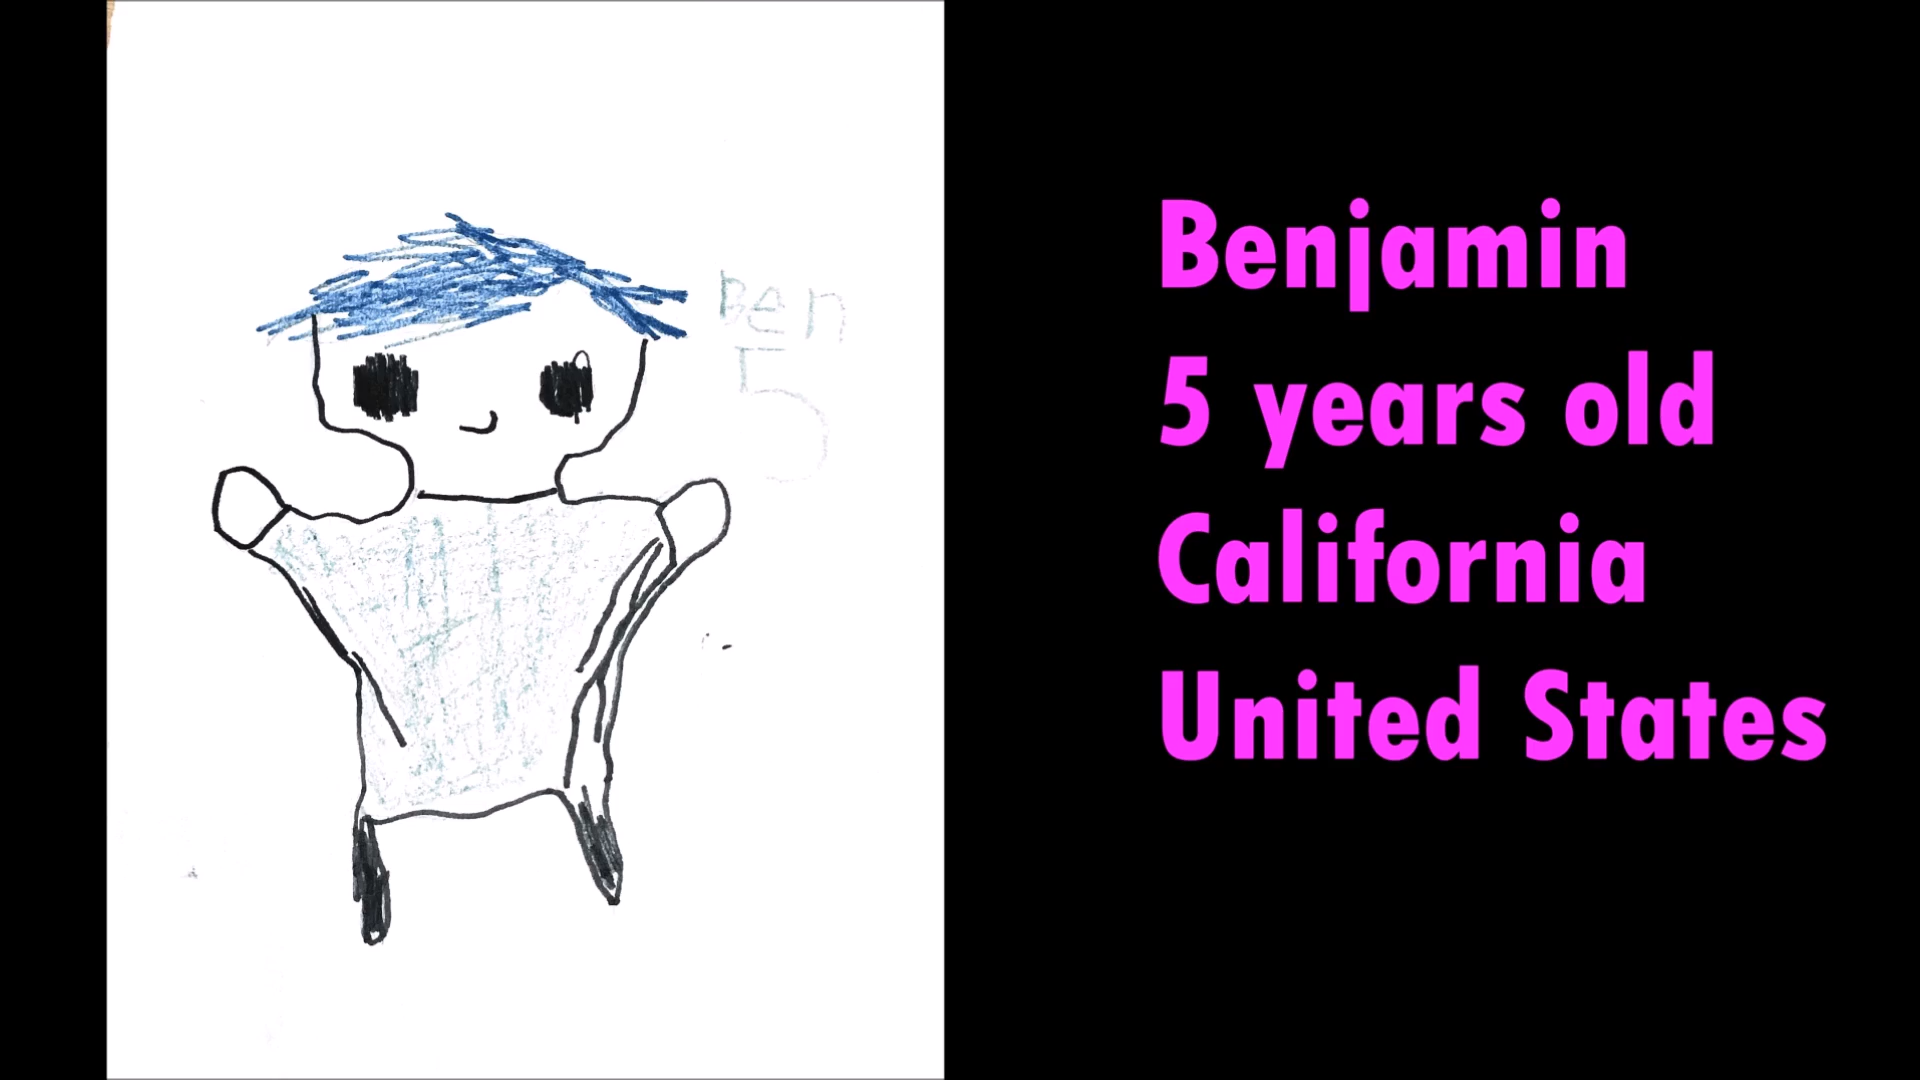 Ben
5
Benjamin
5 years old
California
United States